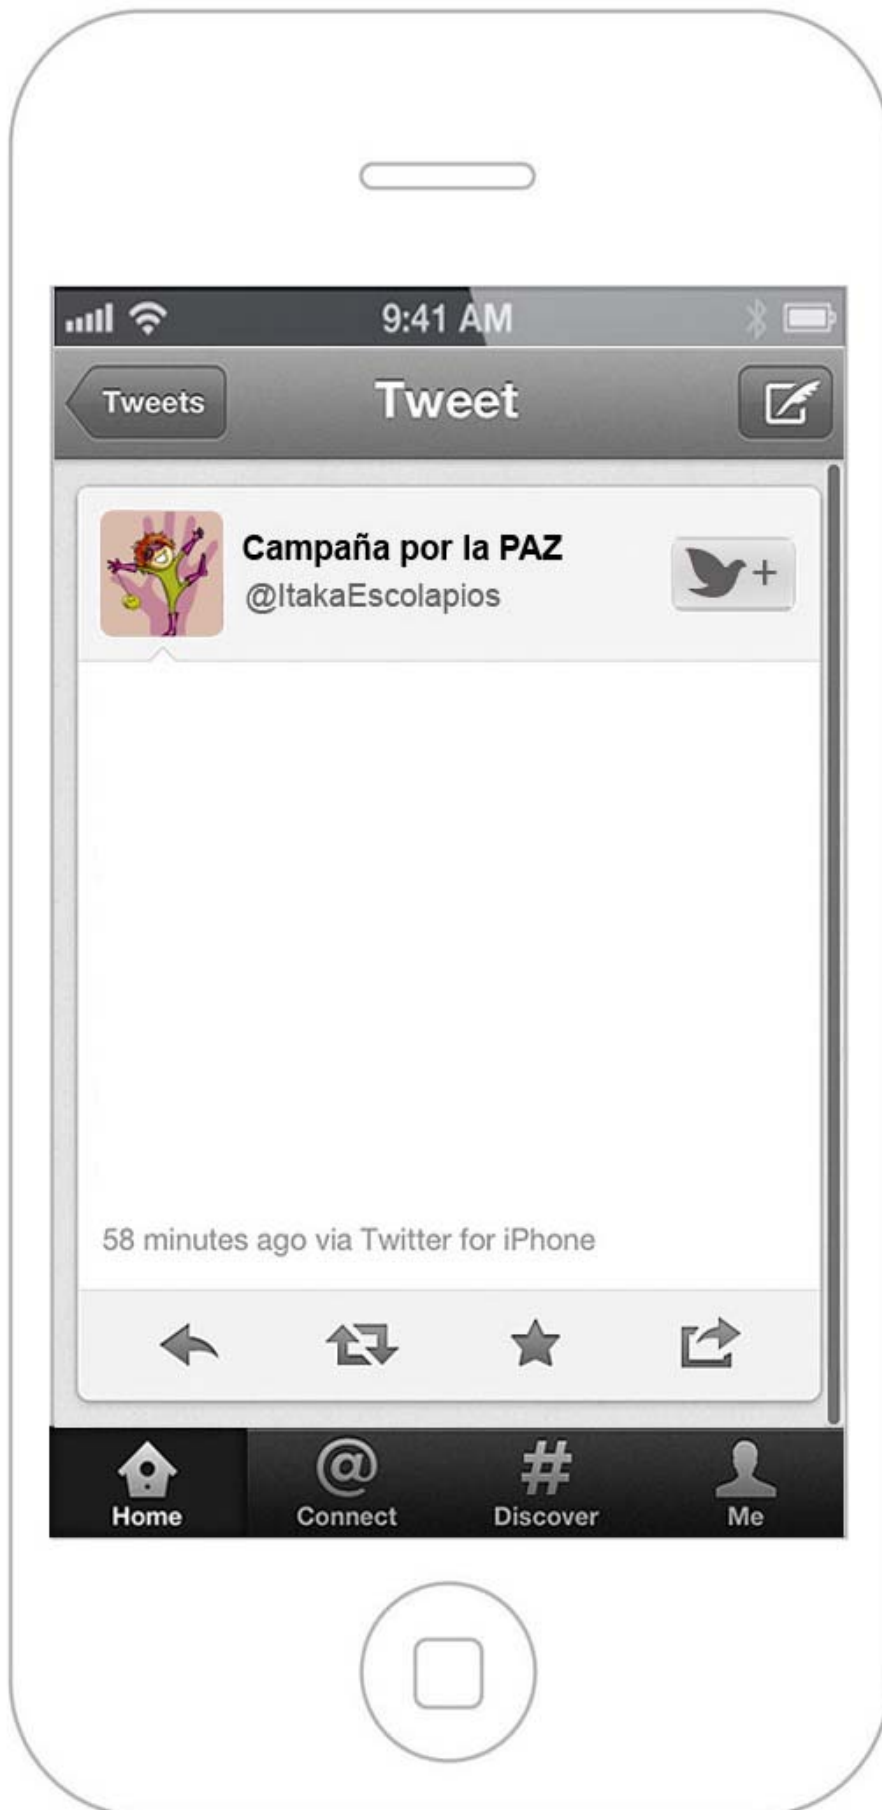 9:41 AM
Tweets Tweet
Campaña por la PAZ
@ItakaEscolapios
58 minutes ago via Twitter for iPhone
Home Connect Discover Me